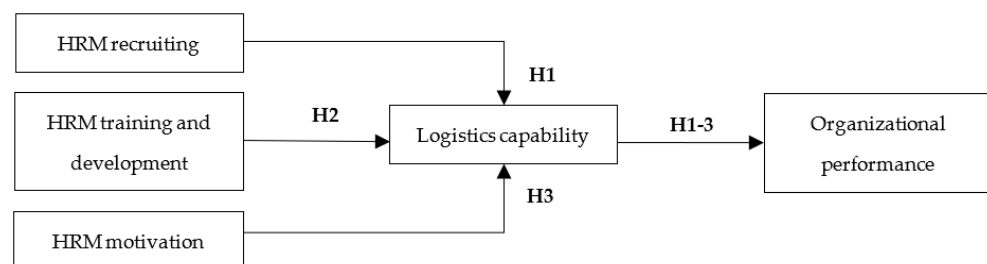 HRM recruiting
H1
HRM training and
development
H2
Logistics capability
H1-3
Organizational
performance
H3
HRM motivation